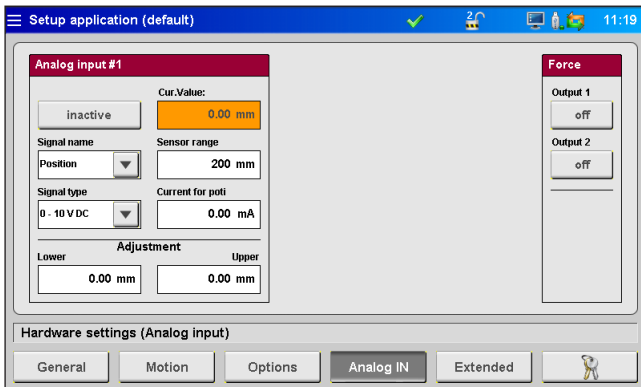 Setup application (default)
2
11:19
Analog input #1
Cur.Value:
inactive
0.00 mm
Signal name
Sensor range
Position
200 mm
Signal type
Current for poti
0 - 10 V DC
0.00 mA
Adjustment
Lower
Upper
0.00 mm
0.00 mm
Force
Output 1
off
Output 2
off
Hardware settings (Analog input)
General
Motion
Options
Analog IN
Extended